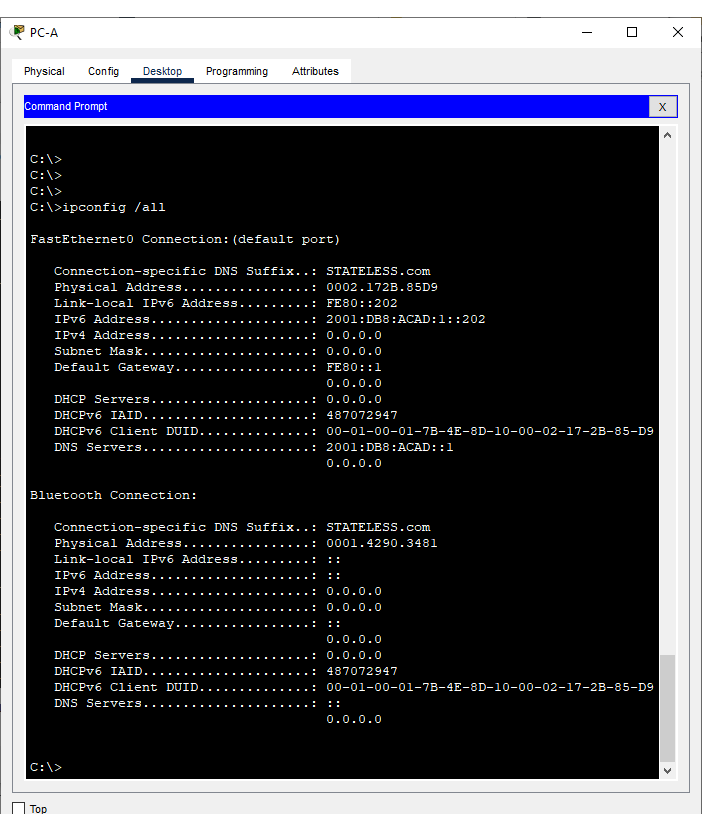 PC-A
Physical Config Desktop Programming Attributes
Command Prompt X
C:\>
C:\>
C:\>
C:\>ipconfig /all
FastEthernet0 Connection:(default port)
Connection-specific DNS Suffix..: STATELESS.com
Physical Address................: 0002.172B.85D9
Link-local IPv6 Address.........: FE80::202
IPv6 Address....................: 2001:DB8:ACAD:1::202
IPv4 Address....................: 0.0.0.0
Subnet Mask.....................: 0.0.0.0
Default Gateway.................: FE80::1
0.0.0.0
DHCP Servers....................: 0.0.0.0
DHCPv6 IAID.....................: 487072947
DHCPv6 Client DUID..............: 00-01-00-01-7B-4E-8D-10-00-02-17-2B-85-D9
DNS Servers.....................: 2001:DB8:ACAD::1
0.0.0.0
Bluetooth Connection:
Connection-specific DNS Suffix..: STATELESS.com
Physical Address................: 0001.4290.3481
Link-local IPv6 Address.........: ::
IPv6 Address....................: ::
IPv4 Address....................: 0.0.0.0
Subnet Mask.....................: 0.0.0.0
Default Gateway.................: ::
0.0.0.0
DHCP Servers....................: 0.0.0.0
DHCPv6 IAID.....................: 487072947
DHCPv6 Client DUID..............: 00-01-00-01-7B-4E-8D-10-00-02-17-2B-85-D9
DNS Servers.....................: ::
0.0.0.0
C:\>
Top